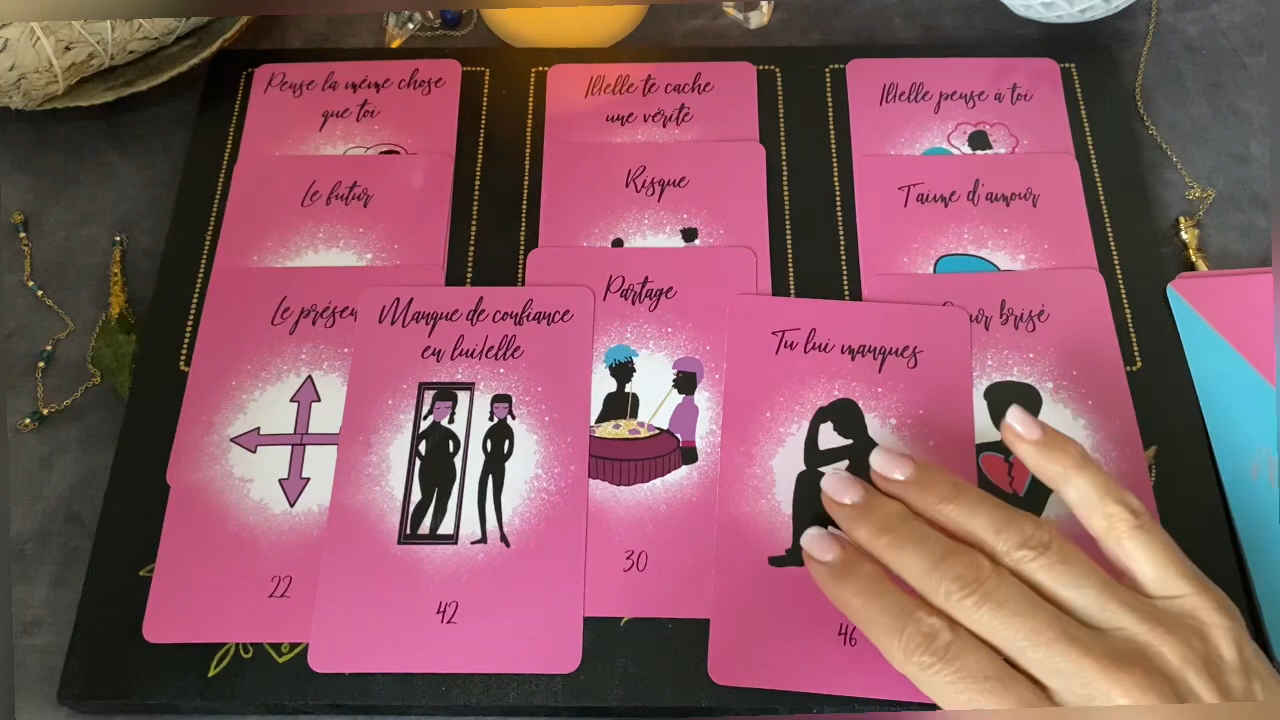 Pense la même chose
que toi
Il/elle te cache
une vérité
Il/elle pense à toi
Le futur
Risque
T'aime d'amour
Le présen
Manque de confiance
en lui/elle
Partage
Tu lui manques
ur brisé
22
42
30
46